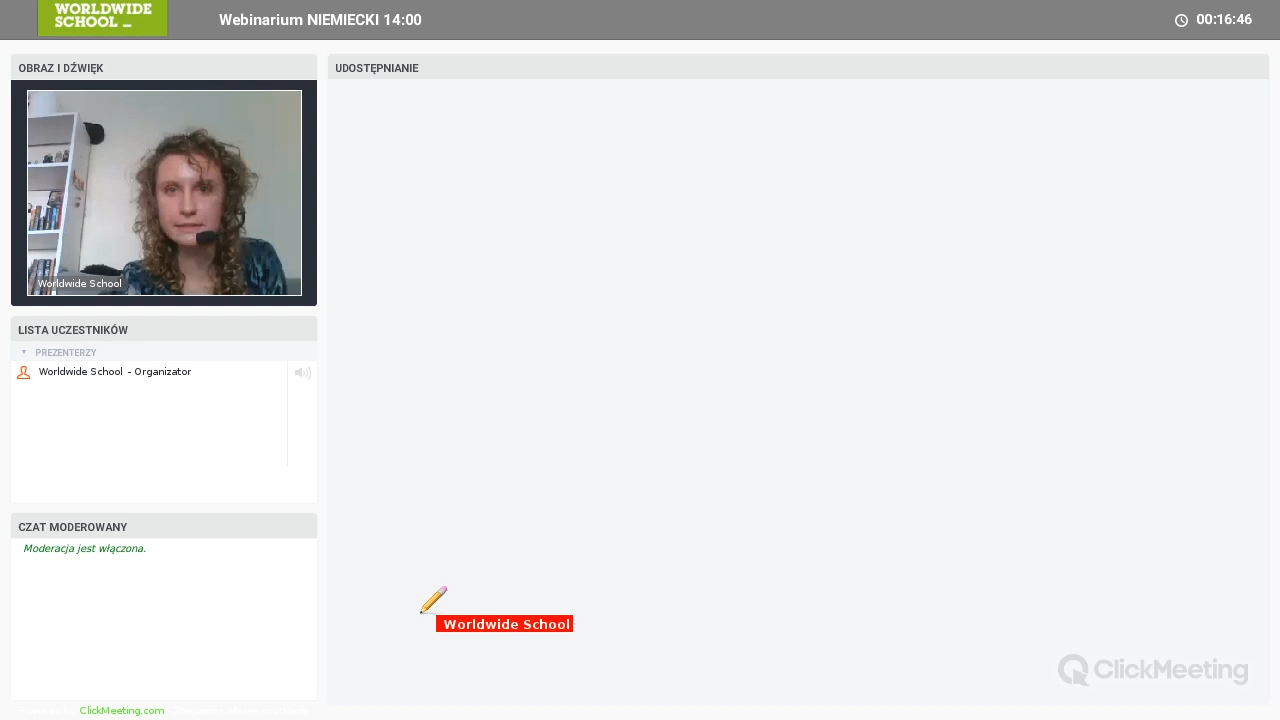 WORLDWIDE
SCHOOL
Webinarium NIEMIECKI 14:00
00:16:46
OBRAZ I DŹWIĘK
UDOSTĘPNIANIE
Worldwide School
LISTA UCZESTNIKÓW
PREZENTERZY
Worldwide School - Organizator
CZAT MODEROWANY
Moderacja jest włączona.
Worldwide School
ClickMeeting
ClickMeeting.com